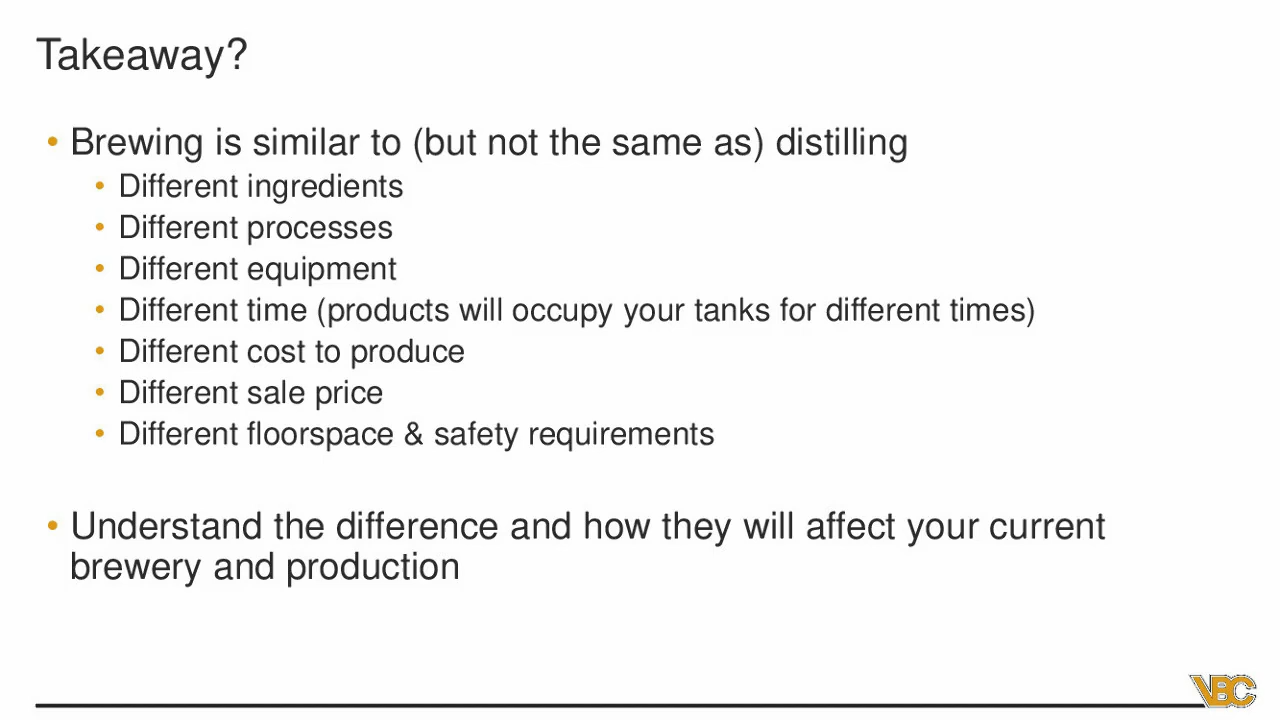 Takeaway?
• Brewing is similar to (but not the same as) distilling
• Different ingredients
• Different processes
• Different equipment
• Different time (products will occupy your tanks for different times)
• Different cost to produce
• Different sale price
• Different floorspace & safety requirements
• Understand the difference and how they will affect your current
brewery and production
VBC